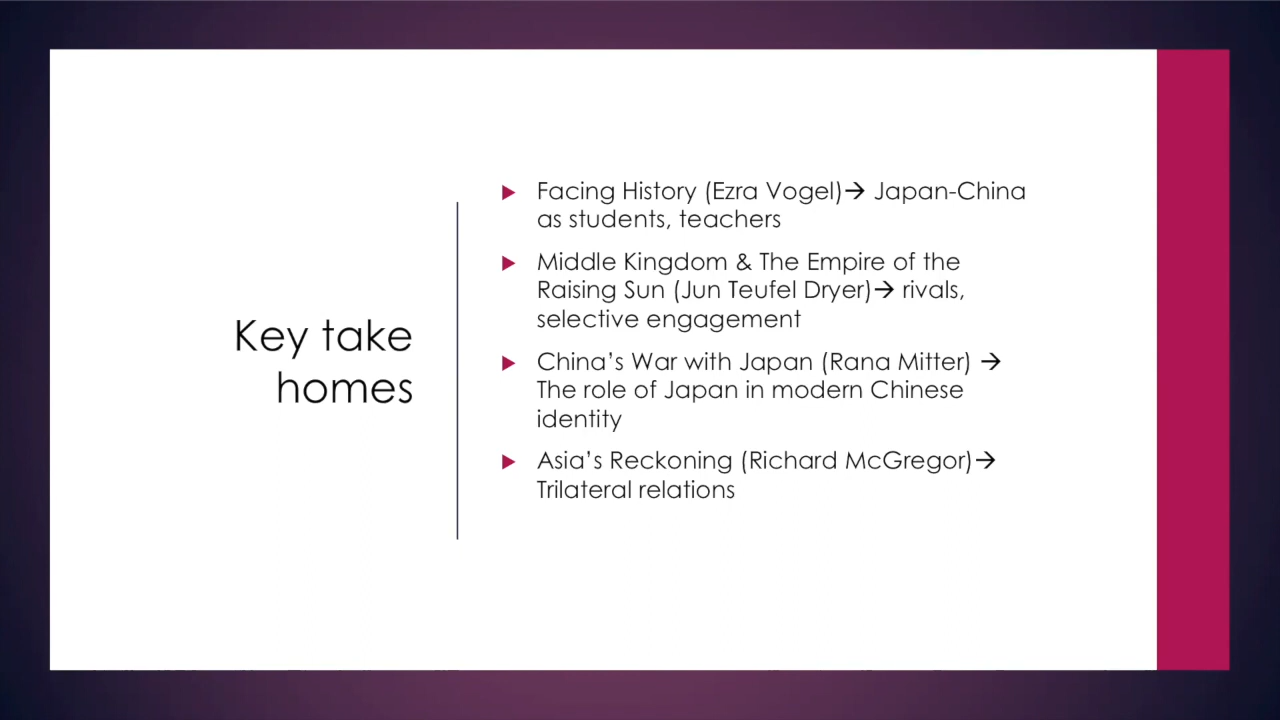 Key take
homes
Facing History (Ezra Vogel)→ Japan-China
as students, teachers
Middle Kingdom & The Empire of the
Raising Sun (Jun Teufel Dryer)→ rivals,
selective engagement
China’s War with Japan (Rana Mitter) →
The role of Japan in modern Chinese
identity
Asia’s Reckoning (Richard McGregor)→
Trilateral relations